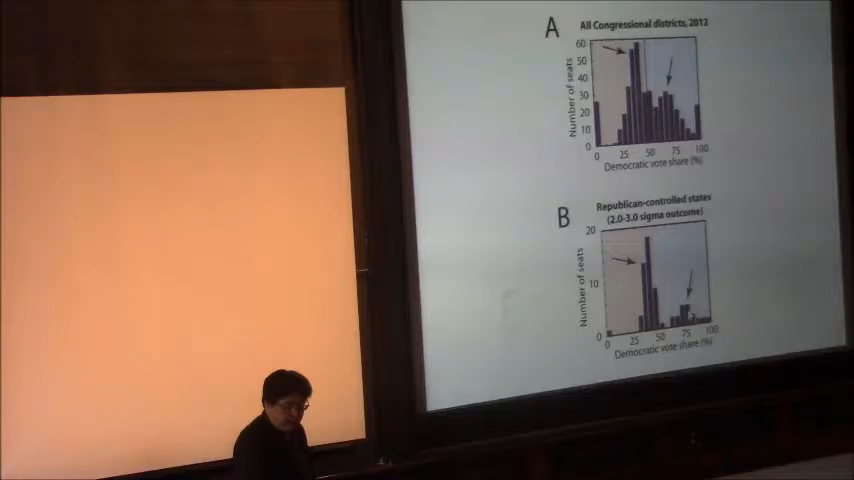 A
All Congressional districts, 2012
60
50
40
30
20
10
0
Number of seats
0 25 50 75 100
Democratic vote share (%)
B
Republican-controlled states
(2.0-3.0 sigma outcome)
20
10
0
Number of seats
0 25 50 75 100
Democratic vote share (%)